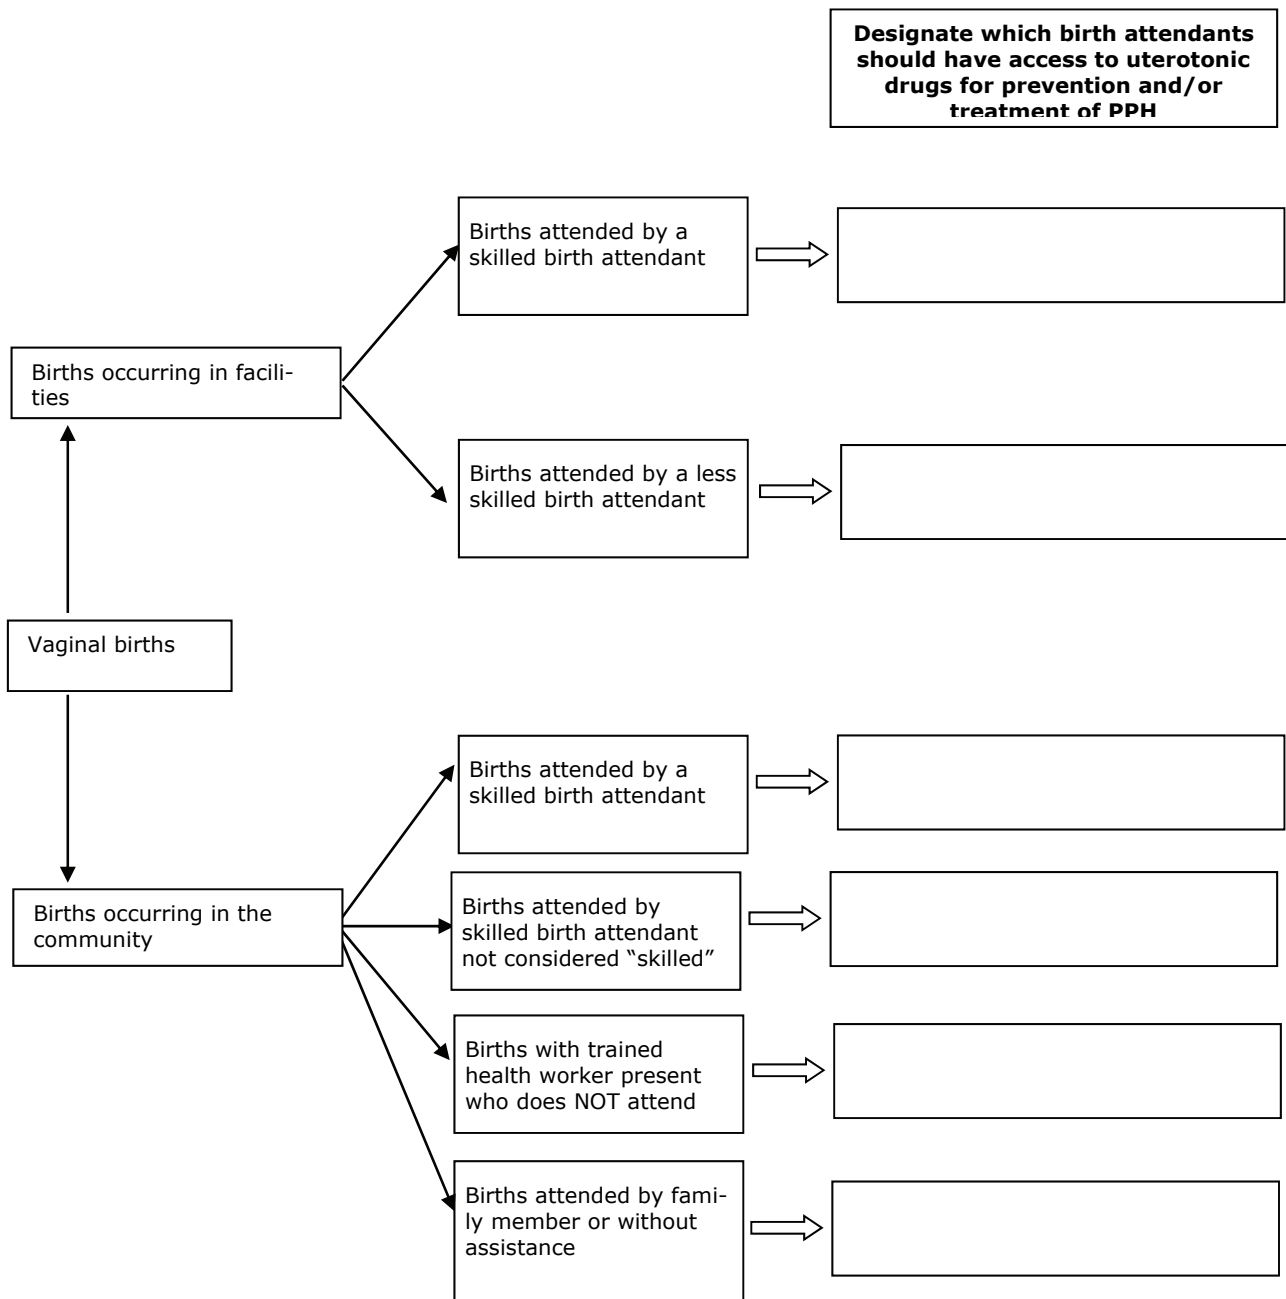 Designate which birth attendants
should have access to uterotonic
drugs for prevention and/or
treatment of PPH
Births attended by a
skilled birth attendant
Births occurring in facili-
ties
Births attended by a less
skilled birth attendant
Vaginal births
Births attended by a
skilled birth attendant
Births occurring in the
community
Births attended by
skilled birth attendant
not considered “skilled”
Births with trained
health worker present
who does NOT attend
Births attended by fami-
ly member or without
assistance